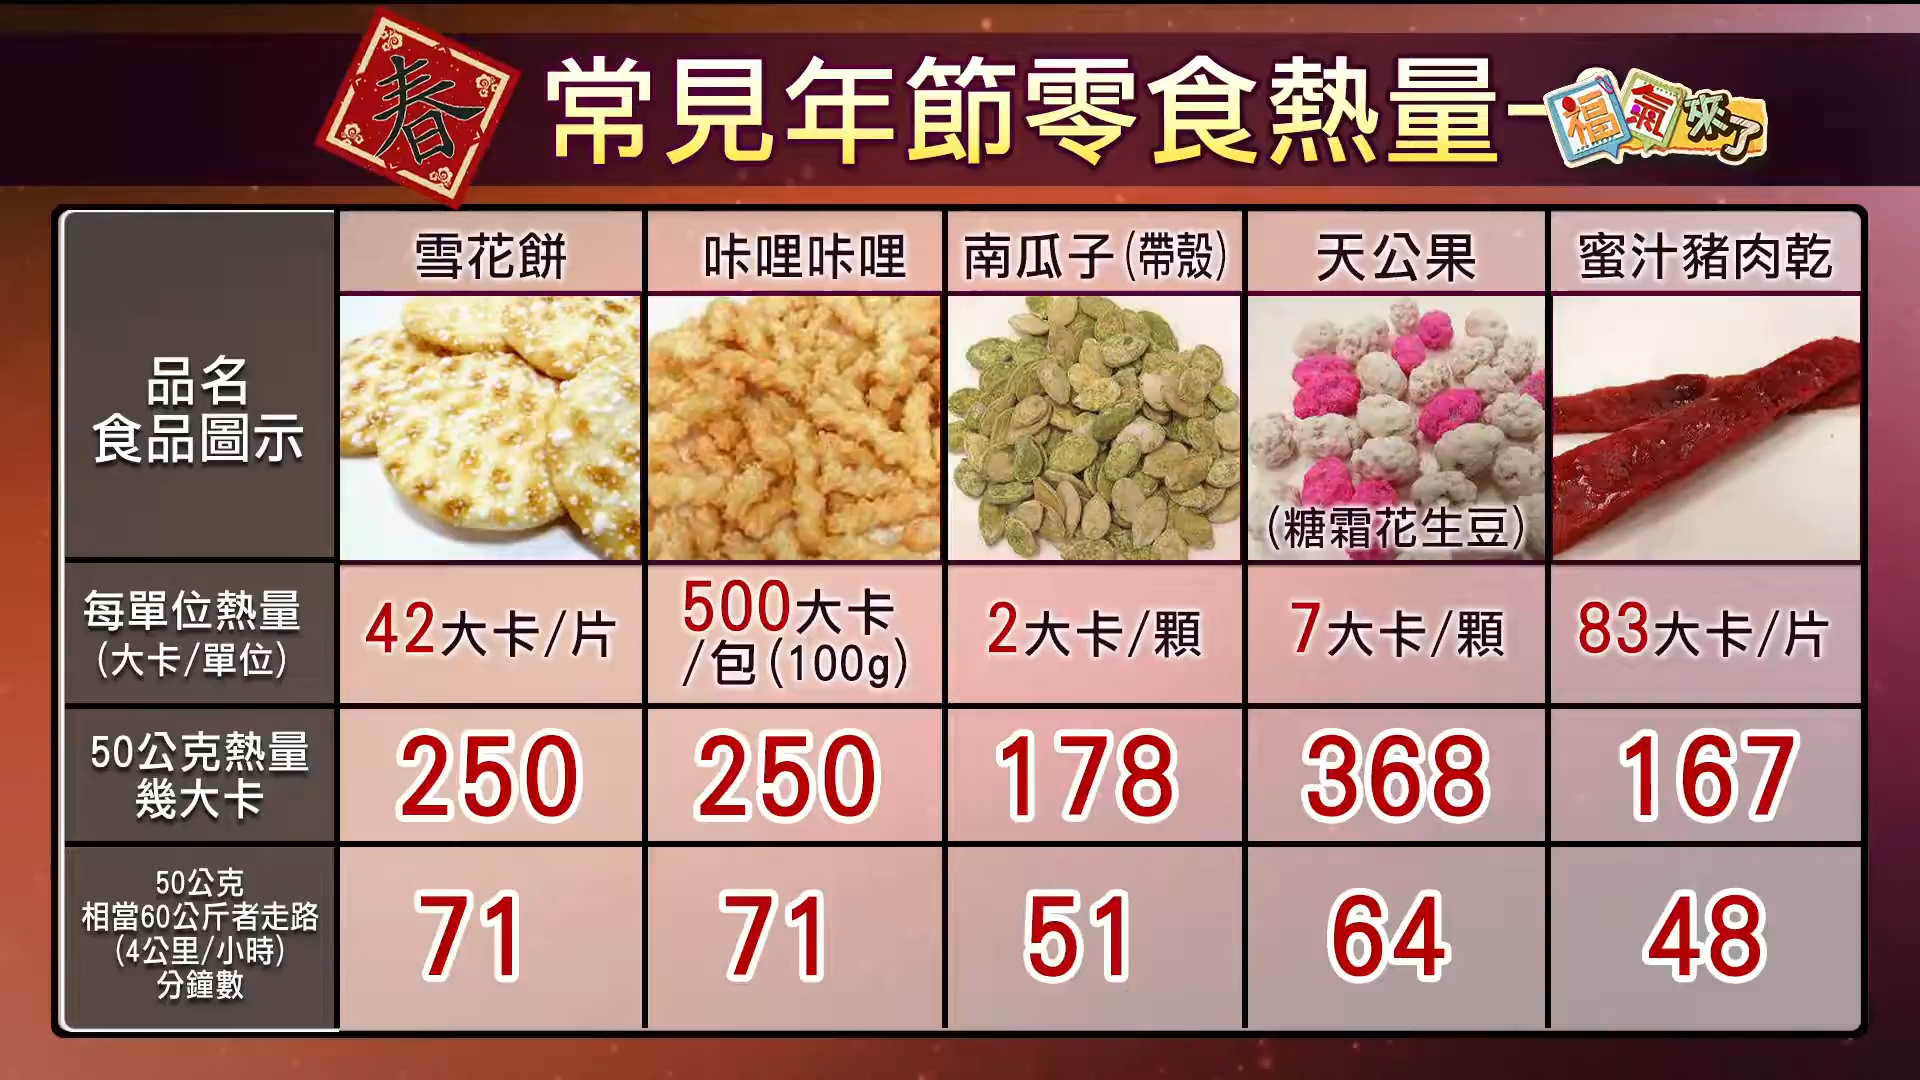 春
常見年節零食熱量-
福氣來了
雪花餅
咔哩咔哩
南瓜子(帶殼)
天公果
蜜汁豬肉乾
品名
食品圖示
(糖霜花生豆)
每單位熱量
(大卡/單位)
42大卡/片
500大卡
/包(100g)
2大卡/顆
7大卡/顆
83大卡/片
50公克熱量
幾大卡
250
250
178
368
167
50公克
相當60公斤者走路
(4公里/小時)
分鐘數
71
71
51
64
48